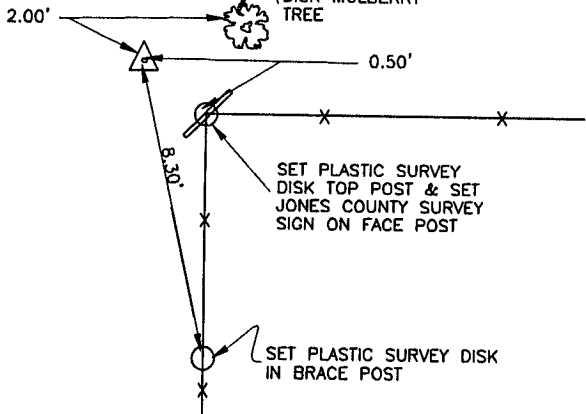 (DISK MULBERRY
TREE
2.00'
0.50'
8.30'
SET PLASTIC SURVEY
DISK TOP POST & SET
JONES COUNTY SURVEY
SIGN ON FACE POST
SET PLASTIC SURVEY DISK
IN BRACE POST